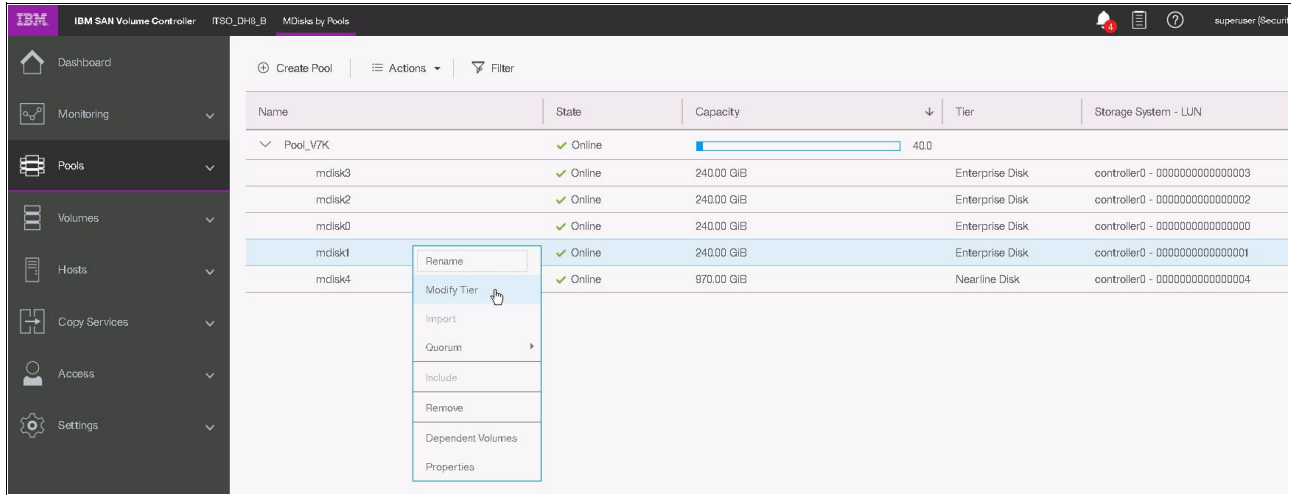 IBM IBM SAN Volume Controller ITSO_DH8_B MDisks by Pools 4 ? superuser (Securit
Dashboard
Monitoring
Pools
Volumes
Hosts
Copy Services
Access
Settings
Create Pool Actions Filter
Name State Capacity Tier Storage System - LUN
Pool_V7K Online 40.0
mdisk3 Online 240.00 GiB Enterprise Disk controller0 - 0000000000000003
mdisk2 Online 240.00 GiB Enterprise Disk controller0 - 0000000000000002
mdisk0 Online 240.00 GiB Enterprise Disk controller0 - 0000000000000000
mdisk1 Online 240.00 GiB Enterprise Disk controller0 - 0000000000000001
mdisk4 Online 970.00 GiB Nearline Disk controller0 - 0000000000000004
Rename
Modify Tier
Import
Quorum
Include
Remove
Dependent Volumes
Properties